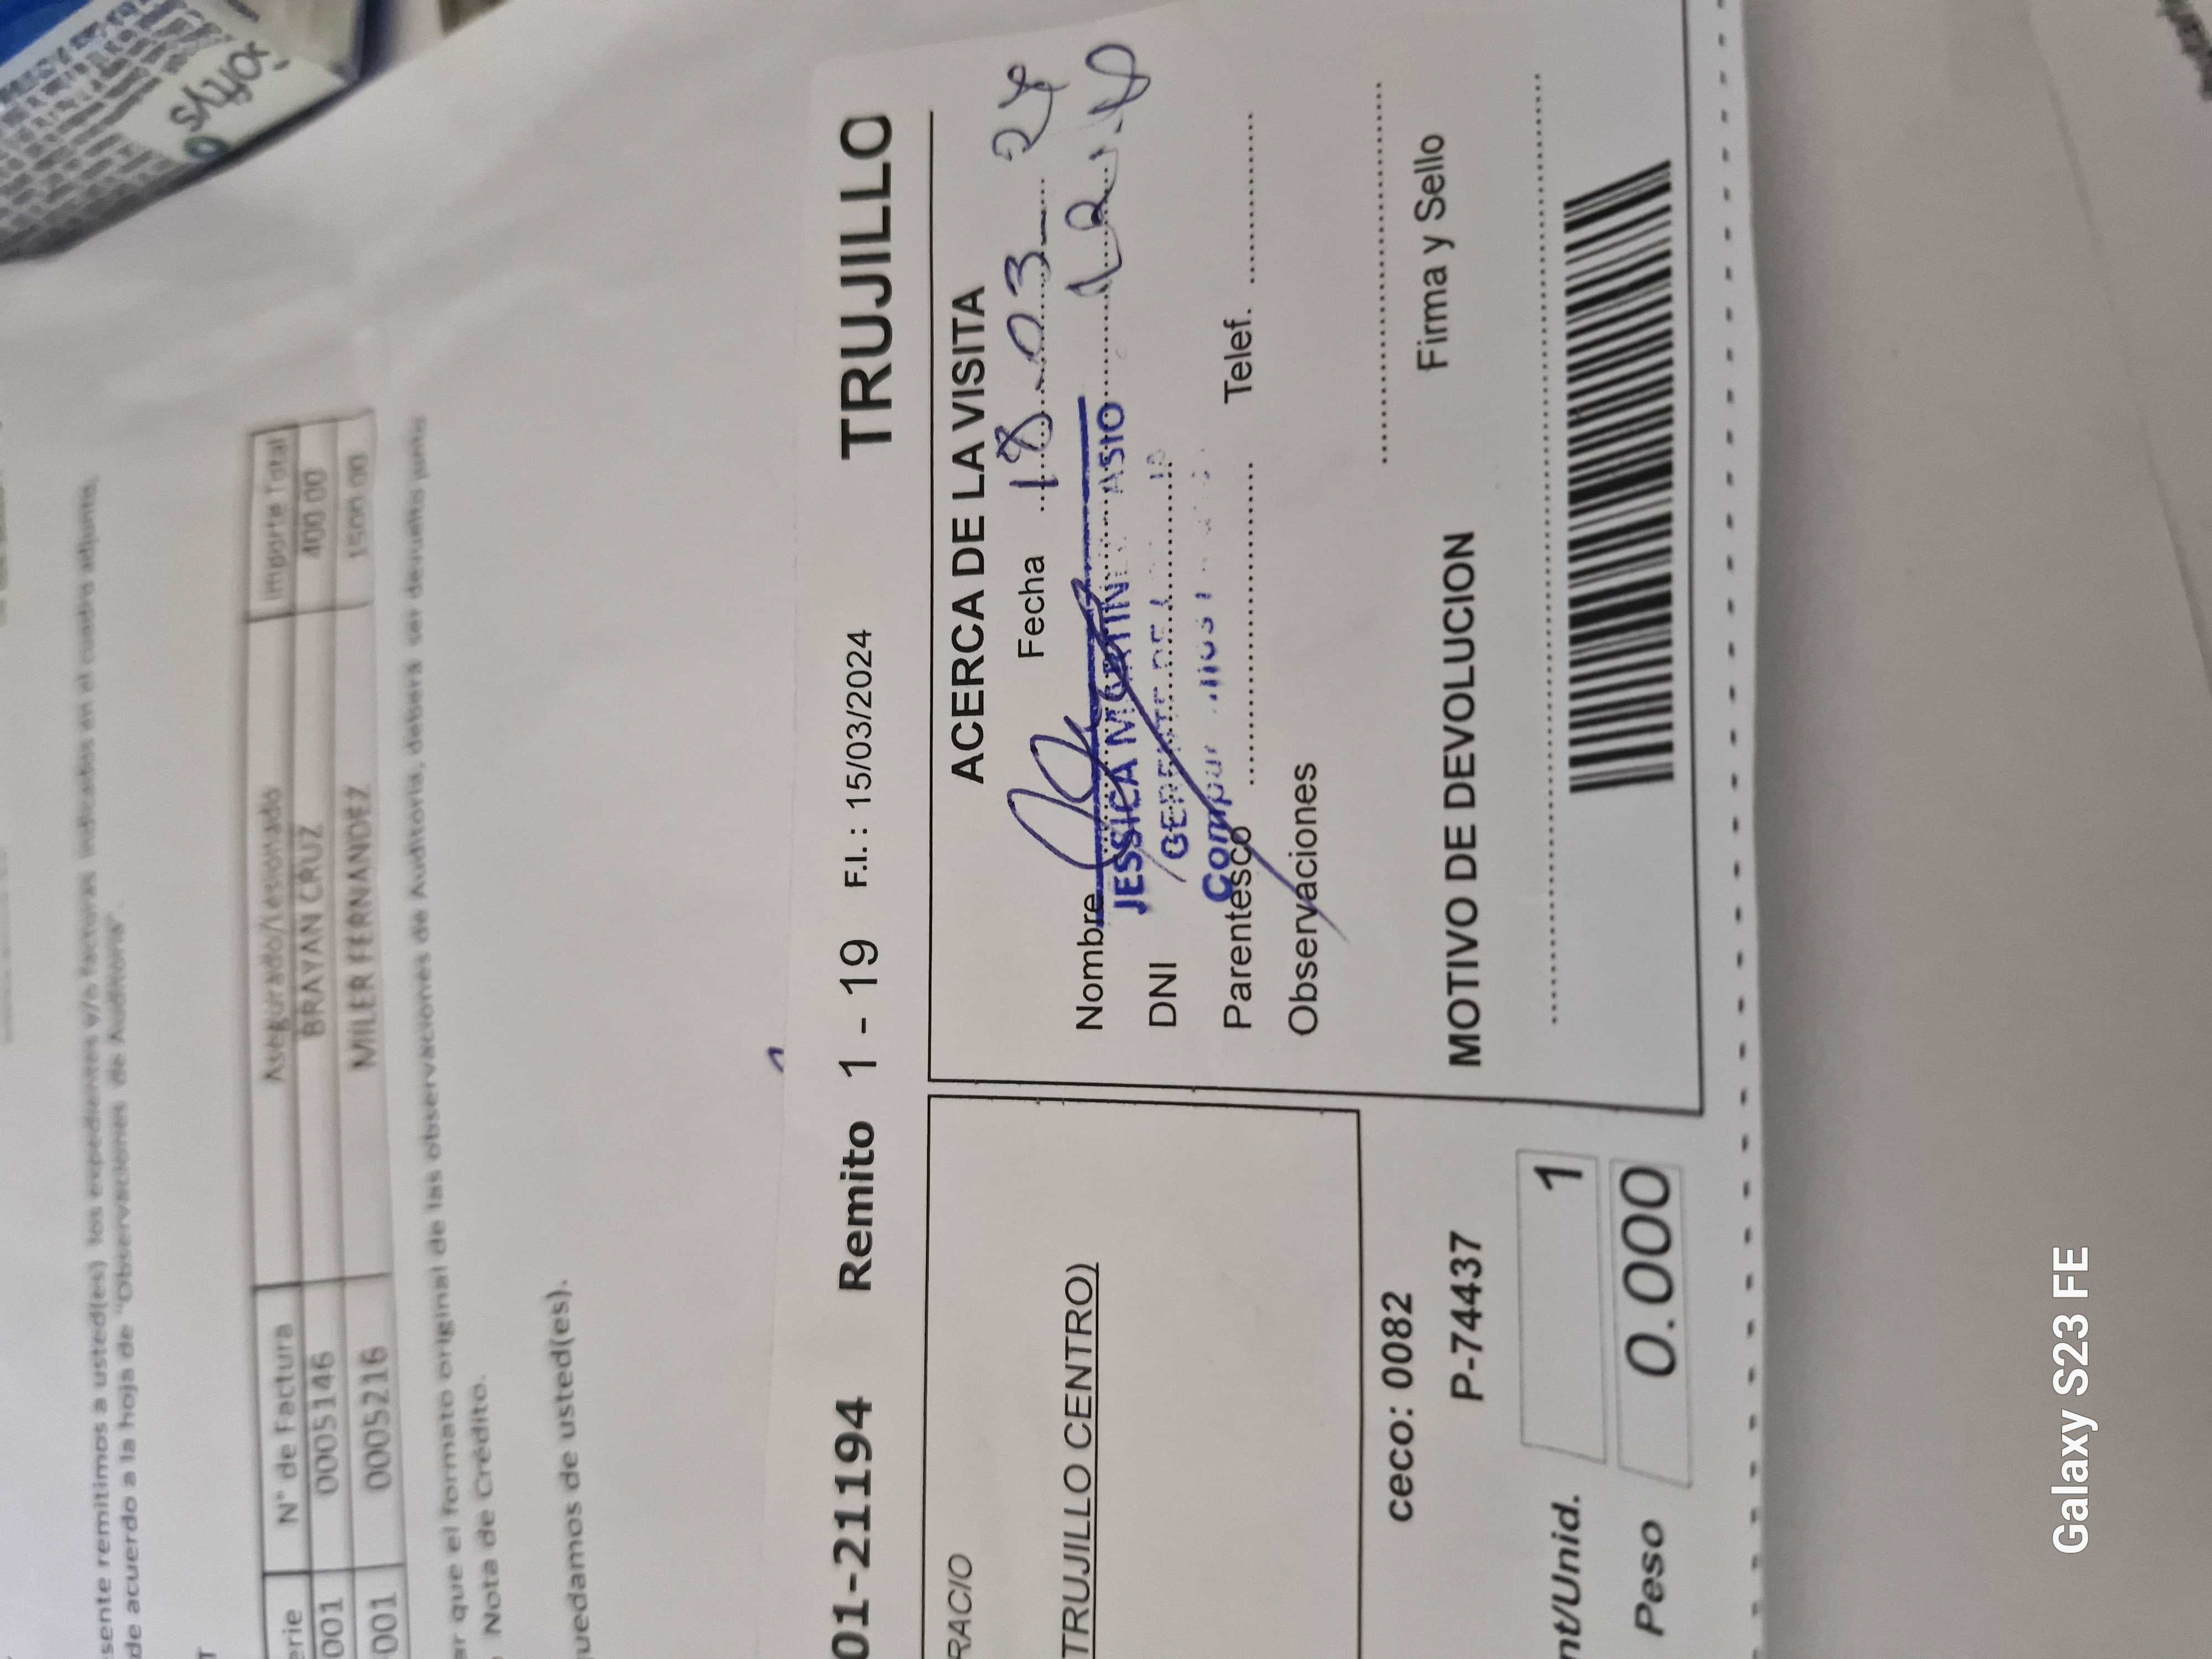 sente remitimos a usted(es) los expedientes y/o facturas indicadas en el cuadro adjunto,
de acuerdo a la hoja de "Observaciones de Auditoria".
erie N° de Factura Asegurado/Lesionado Importe Total
001 0005146 BRAYAN CRUZ 400.00
001 0005216 MILER FERNANDEZ 1500.00
ar que el formato original de las observaciones de Auditoria, deberá ser devuelto junto
Nota de Crédito.
uedamos de usted(es).
01-21194 Remito 1 - 19 F.I.: 15/03/2024 TRUJILLO
RACIO
TRUJILLO CENTRO)
ceco: 0082
P-74437
nt/Unid. 1
Peso 0.000
ACERCA DE LA VISITA
Fecha 18-03-24
Nombre
JESSICA ASTO
DNI
Parentesco Telef.
Observaciones
Firma y Sello
MOTIVO DE DEVOLUCION
softys
Galaxy S23 FE